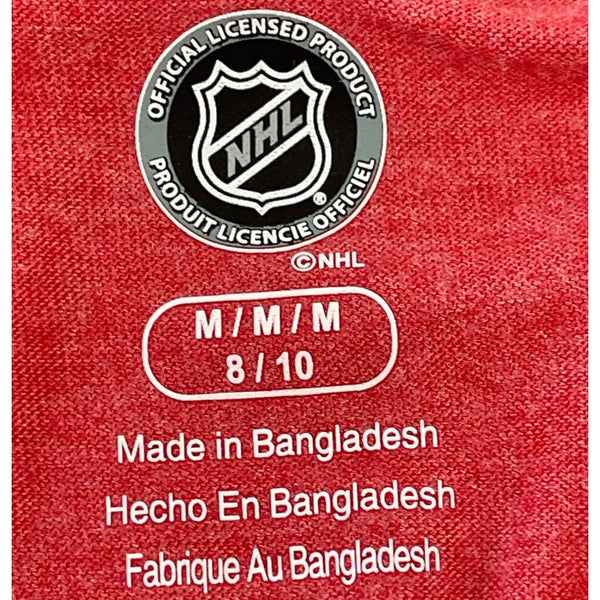 OFFICIAL LICENSED PRODUCT
NHL
®
PRODUIT LICENCIE OFFICIEL
©NHL
M / M / M
8 / 10
Made in Bangladesh
Hecho En Bangladesh
Fabrique Au Bangladesh